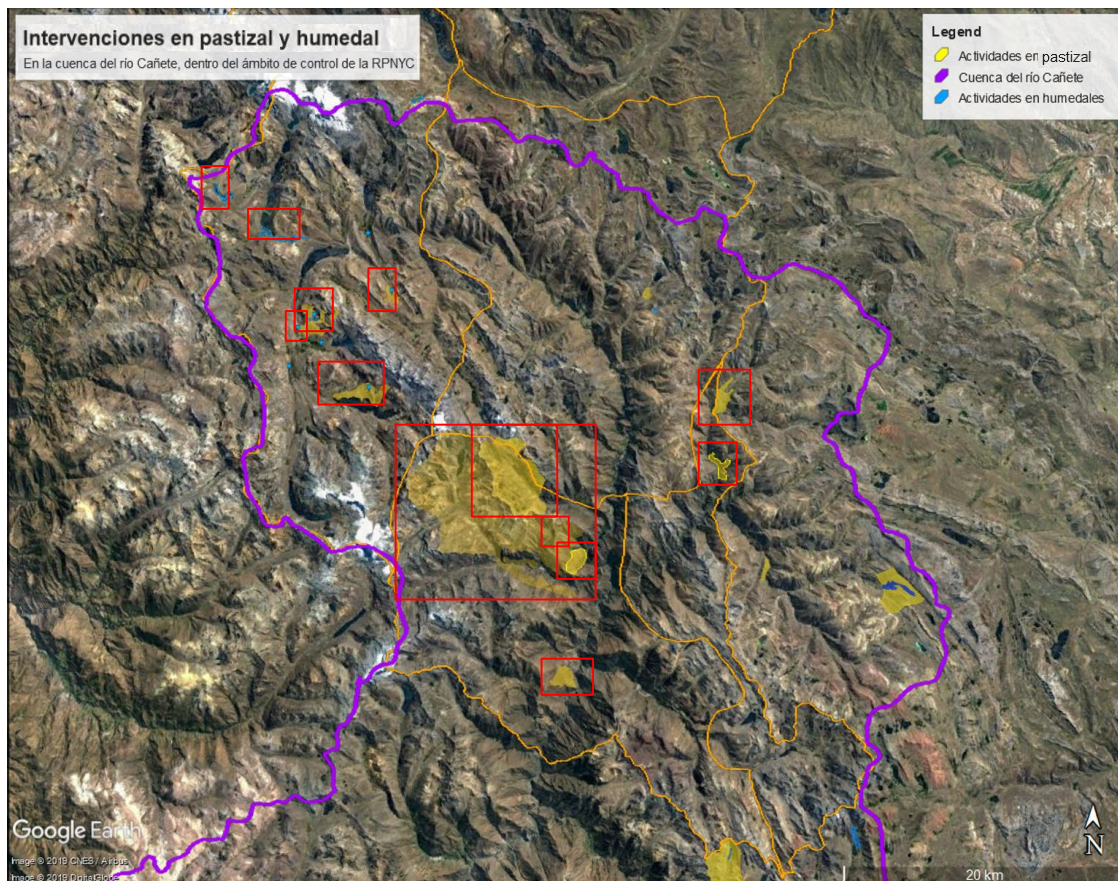 Intervenciones en pastizal y humedal
En la cuenca del río Cañete, dentro del ámbito de control de la RPNYC
Legend
Actividades en pastizal
Cuenca del río Cañete
Actividades en humedales
Google Earth
Image © 2019 CNES / Airbus
Image © 2019 DigitalGlobe
N
20 km